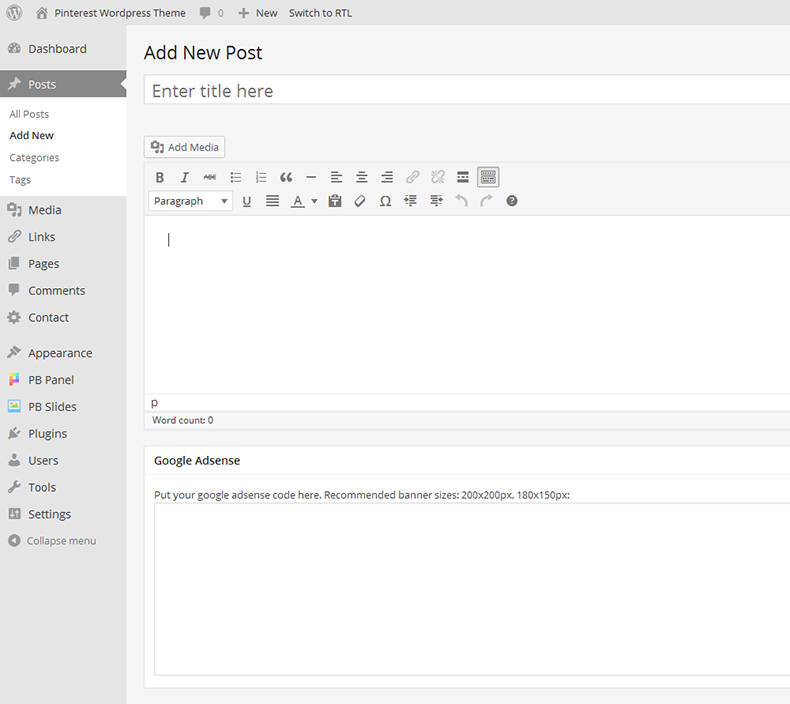 Pinterest Wordpress Theme 0 New Switch to RTL
Dashboard
Posts
All Posts
Add New
Categories
Tags
Media
Links
Pages
Comments
Contact
Appearance
PB Panel
PB Slides
Plugins
Users
Tools
Settings
Collapse menu
Add New Post
Enter title here
Add Media
B I ABC
Paragraph U A Ω ?
p
Word count: 0
Google Adsense
Put your google adsense code here. Recommended banner sizes: 200x200px, 180x150px: